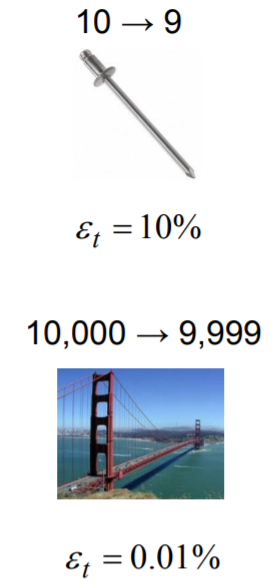 10 → 9
εₜ = 10%
10,000 → 9,999
εₜ = 0.01%